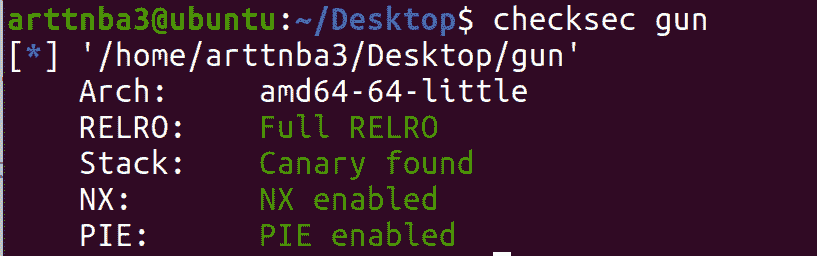 arttnba3@ubuntu:~/Desktop$ checksec gun
[*] '/home/arttnba3/Desktop/gun'
Arch: amd64-64-little
RELRO: Full RELRO
Stack: Canary found
NX: NX enabled
PIE: PIE enabled